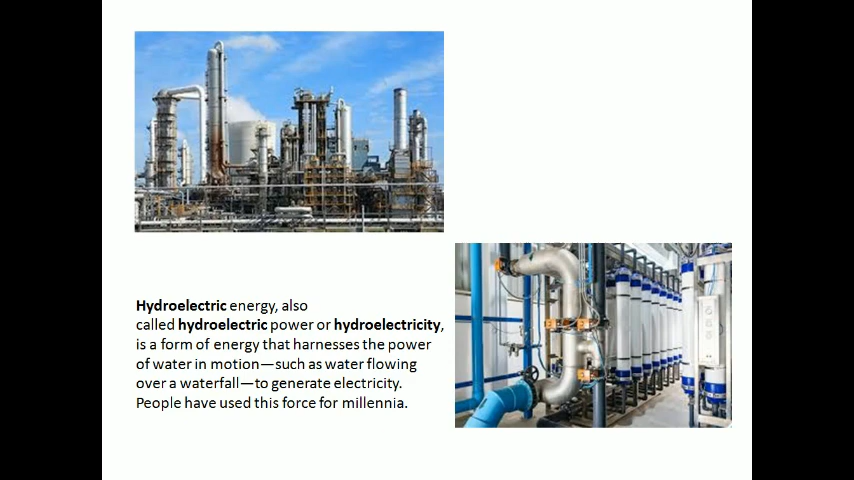 Hydroelectric energy, also
called hydroelectric power or hydroelectricity,
is a form of energy that harnesses the power
of water in motion—such as water flowing
over a waterfall—to generate electricity.
People have used this force for millennia.